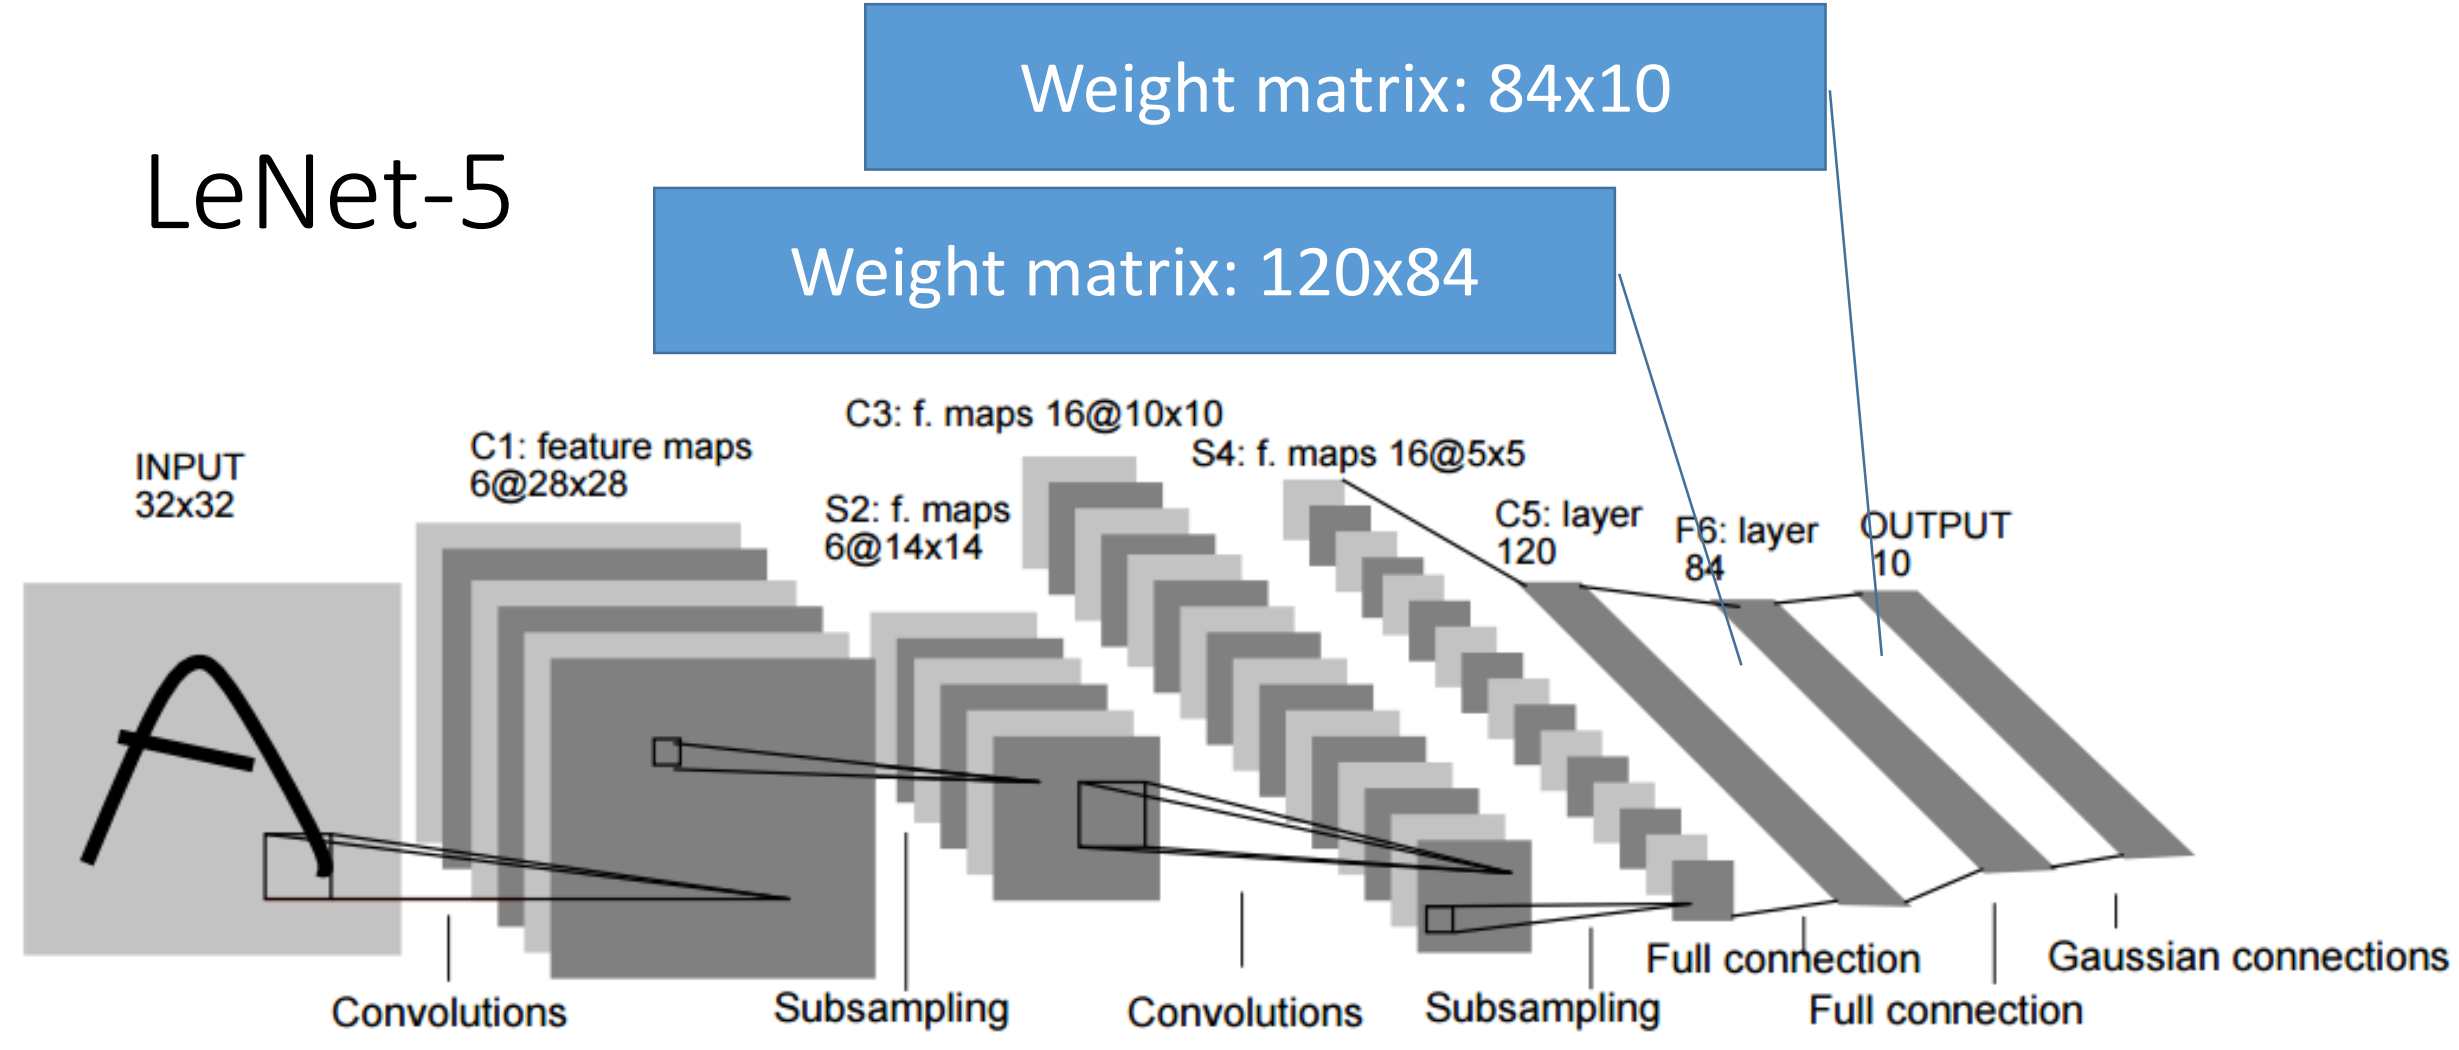 Weight matrix: 84x10
LeNet-5
Weight matrix: 120x84
C3: f. maps 16@10x10
INPUT
32x32
C1: feature maps
6@28x28
S4: f. maps 16@5x5
S2: f. maps
6@14x14
C5: layer
120
F6: layer
84
OUTPUT
10
Convolutions
Subsampling
Convolutions
Subsampling
Full connection
Full connection
Gaussian connections